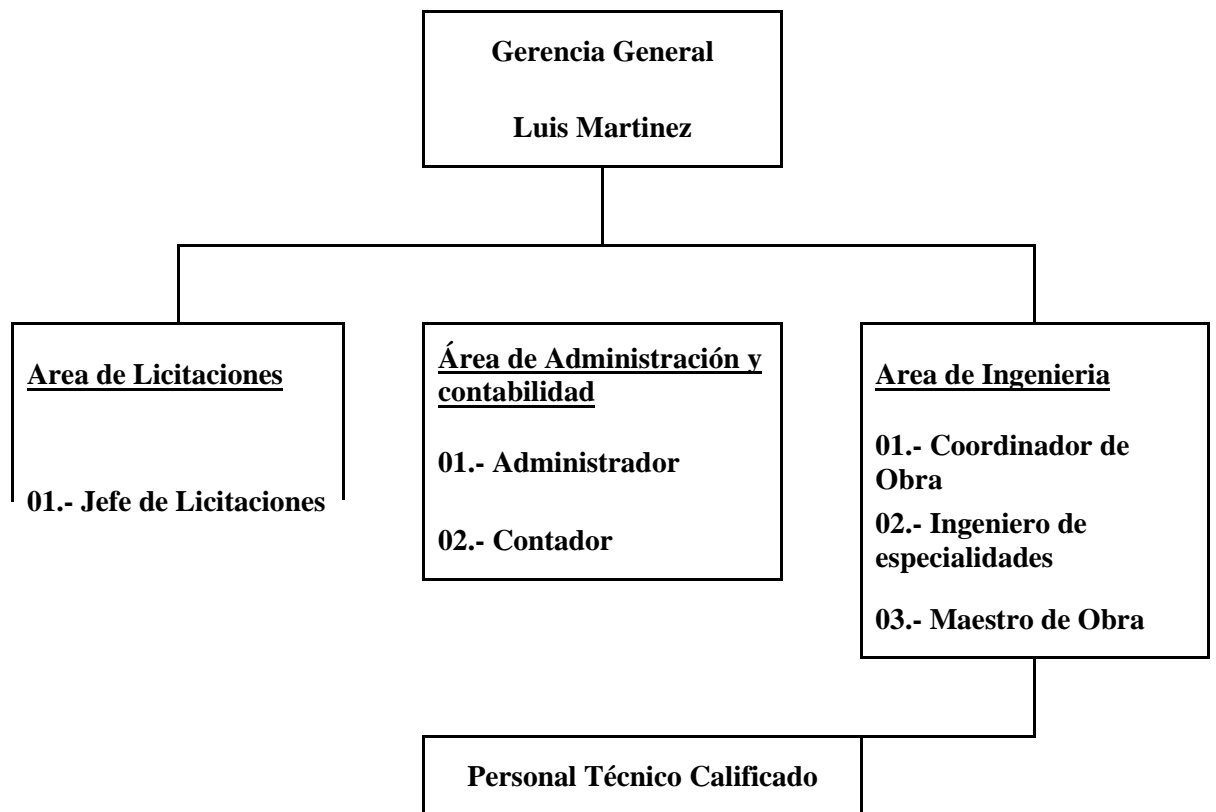 Gerencia General
Luis Martinez
Area de Licitaciones
01.- Jefe de Licitaciones
Área de Administración y
contabilidad
01.- Administrador
02.- Contador
Area de Ingenieria
01.- Coordinador de
Obra
02.- Ingeniero de
especialidades
03.- Maestro de Obra
Personal Técnico Calificado